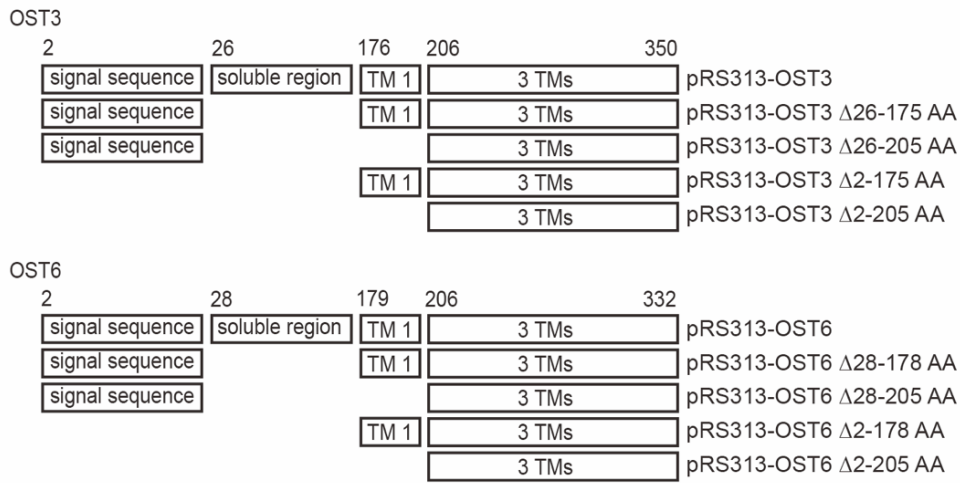 OST3
2 26 176 206 350
signal sequence soluble region TM 1 3 TMs pRS313-OST3
signal sequence TM 1 3 TMs pRS313-OST3 Δ26-175 AA
signal sequence 3 TMs pRS313-OST3 Δ26-205 AA
TM 1 3 TMs pRS313-OST3 Δ2-175 AA
3 TMs pRS313-OST3 Δ2-205 AA
OST6
2 28 179 206 332
signal sequence soluble region TM 1 3 TMs pRS313-OST6
signal sequence TM 1 3 TMs pRS313-OST6 Δ28-178 AA
signal sequence 3 TMs pRS313-OST6 Δ28-205 AA
TM 1 3 TMs pRS313-OST6 Δ2-178 AA
3 TMs pRS313-OST6 Δ2-205 AA